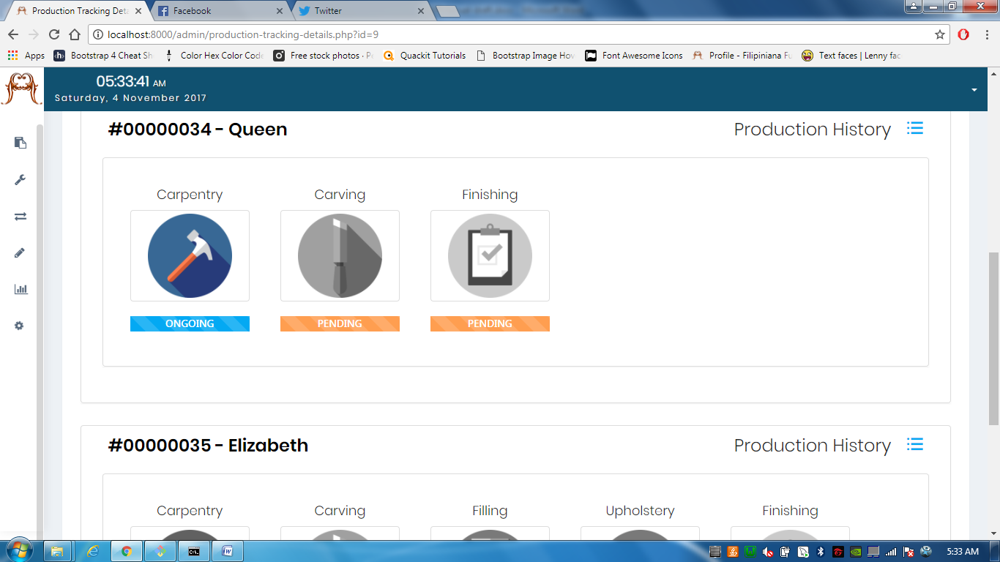 Production Tracking Deta
Facebook
Twitter
localhost:8000/admin/production-tracking-details.php?id=9
Apps
Bootstrap 4 Cheat Sh
Color Hex Color Code
Free stock photos · Pe
Quackit Tutorials
Bootstrap Image Hov
Font Awesome Icons
Profile - Filipiniana Fu
Text faces | Lenny fac
05:33:41 AM
Saturday, 4 November 2017
#00000034 - Queen
Production History
Carpentry
Carving
Finishing
ONGOING
PENDING
PENDING
#00000035 - Elizabeth
Production History
Carpentry
Carving
Filling
Upholstery
Finishing
5:33 AM